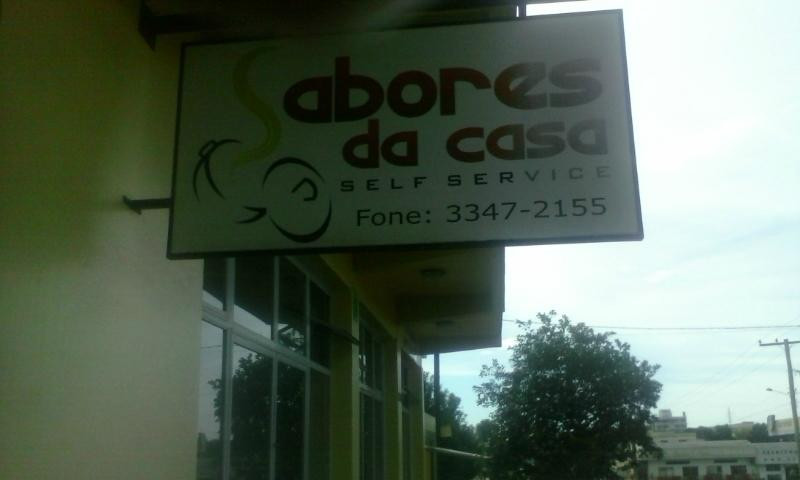 Sabores
da casa
SELF SERVICE
Fone: 3347-2155